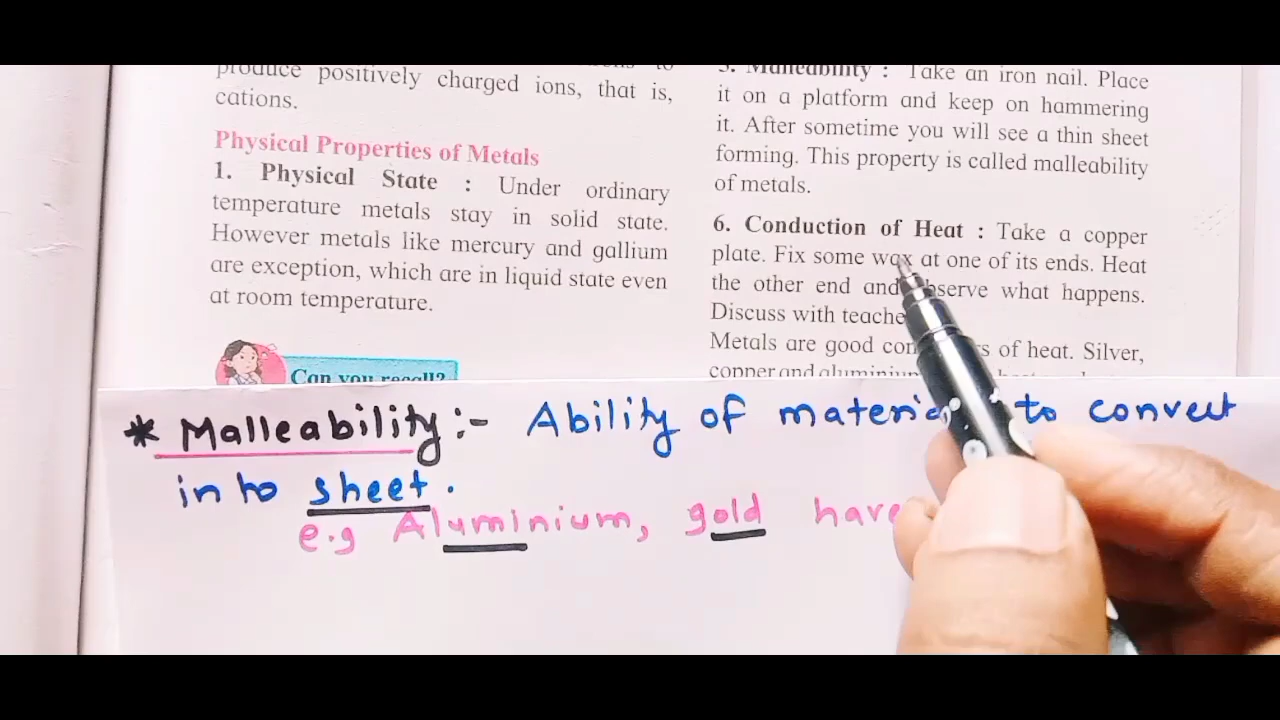 produce positively charged ions, that is,
cations.
Physical Properties of Metals
1. Physical State : Under ordinary
temperature metals stay in solid state.
However metals like mercury and gallium
are exception, which are in liquid state even
at room temperature.
Can you recall?
Malleability : Take an iron nail. Place
it on a platform and keep on hammering
it. After sometime you will see a thin sheet
forming. This property is called malleability
of metals.
6. Conduction of Heat : Take a copper
plate. Fix some wax at one of its ends. Heat
the other end and observe what happens.
Discuss with
Metals are good of heat. Silver,
copper and
* Malleability :- Ability of to convert
in to sheet.
e.g Aluminium, gold have